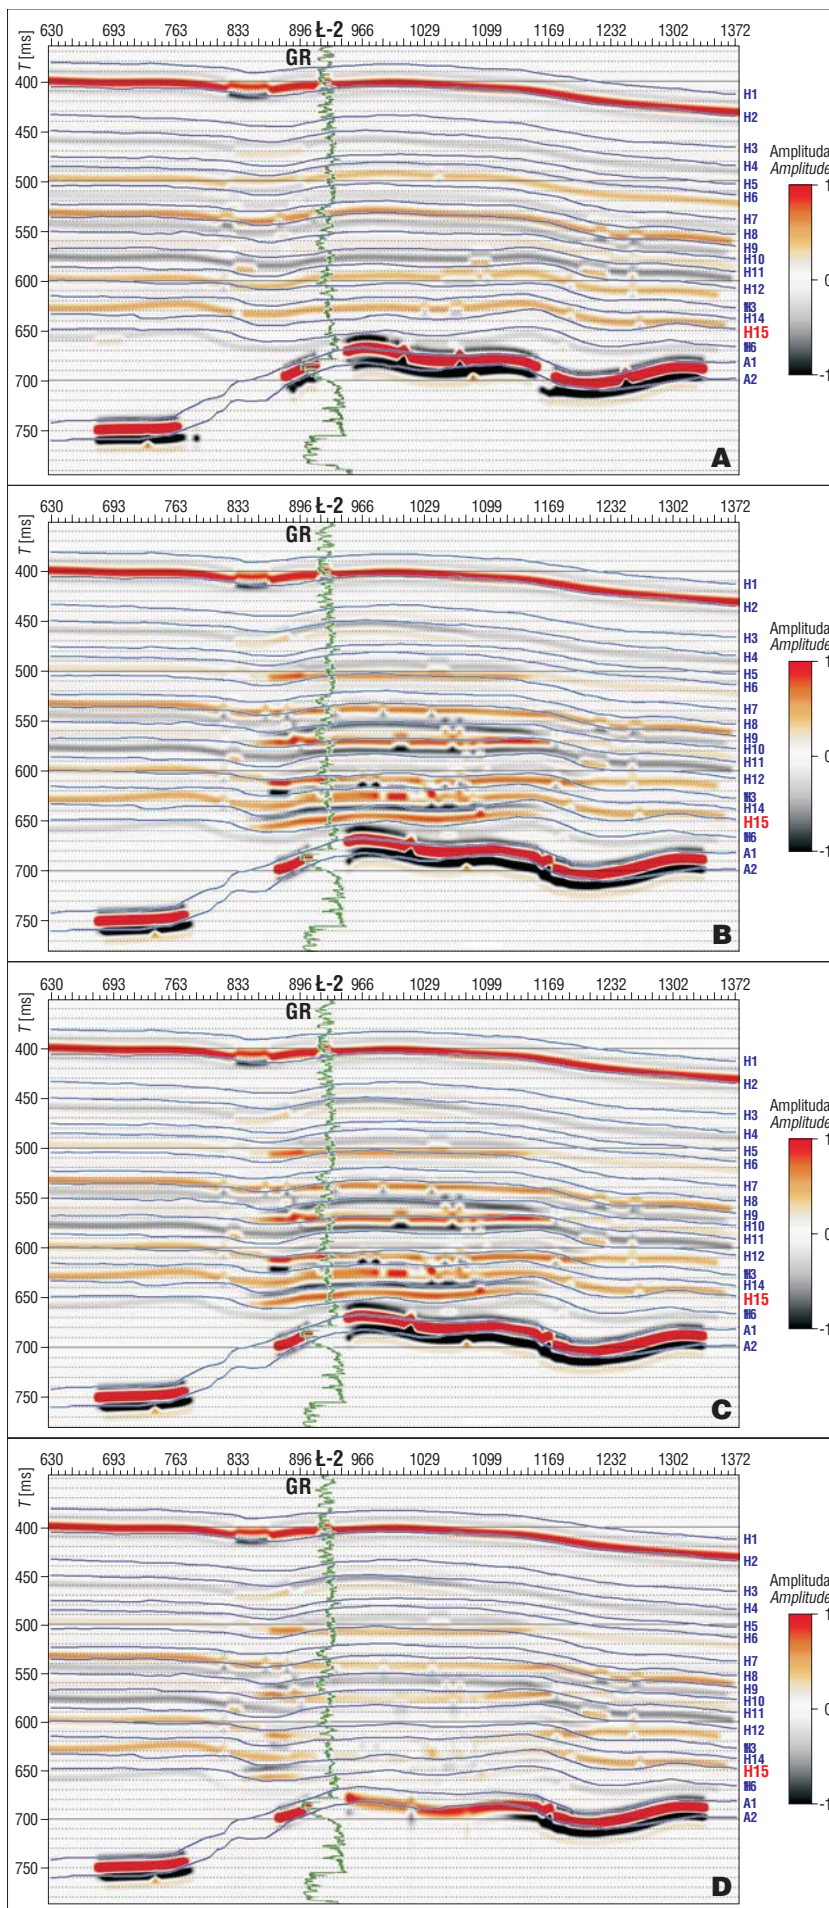 630 693 763 833 896 Ł-2 966 1029 1099 1169 1232 1302 1372
T [ms]
GR
400
450
500
550
600
650
700
750
H1
H2
H3
H4
H5
H6
H7
H8
H9
H10
H11
H12
H14
H15
A1
A2
Amplituda
Amplitude
1
0
-1
A
630 693 763 833 896 Ł-2 966 1029 1099 1169 1232 1302 1372
T [ms]
GR
400
450
500
550
600
650
700
750
H1
H2
H3
H4
H5
H6
H7
H8
H9
H10
H11
H12
H14
H15
A1
A2
Amplituda
Amplitude
1
0
-1
B
630 693 763 833 896 Ł-2 966 1029 1099 1169 1232 1302 1372
T [ms]
GR
400
450
500
550
600
650
700
750
H1
H2
H3
H4
H5
H6
H7
H8
H9
H10
H11
H12
H14
H15
A1
A2
Amplituda
Amplitude
1
0
-1
C
630 693 763 833 896 Ł-2 966 1029 1099 1169 1232 1302 1372
T [ms]
GR
400
450
500
550
600
650
700
750
H1
H2
H3
H4
H5
H6
H7
H8
H9
H10
H11
H12
H14
H15
A1
A2
Amplituda
Amplitude
1
0
-1
D